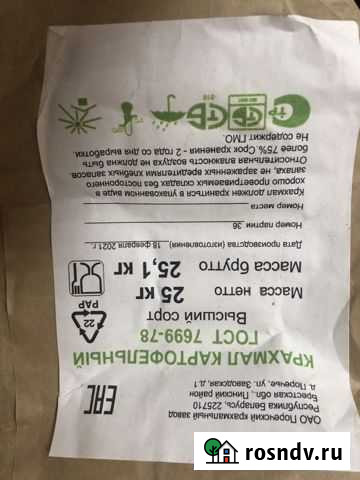 ОАО Поречский крахмальный завод
Республика Беларусь, 225710
Брестская обл., Пинский район
д. Поречье, ул. Заводская, д.1
EAC
КРАХМАЛ КАРТОФЕЛЬНЫЙ
ГОСТ 7699-78
Высший сорт
Масса нетто 25 кг
Масса брутто 25,1 кг
22
PAP
Дата производства (изготовления) 18 февраля 2021 г.
Номер партии 36
Номер места
Крахмал должен храниться в упакованном виде в
хорошо проветриваемых складах без постороннего
запаха, не зараженных вредителями хлебных запасов.
Относительная влажность воздуха не должна быть
более 75%. Срок хранения - 2 года со дня выработки.
Не содержит ГМО.
rosndv.ru